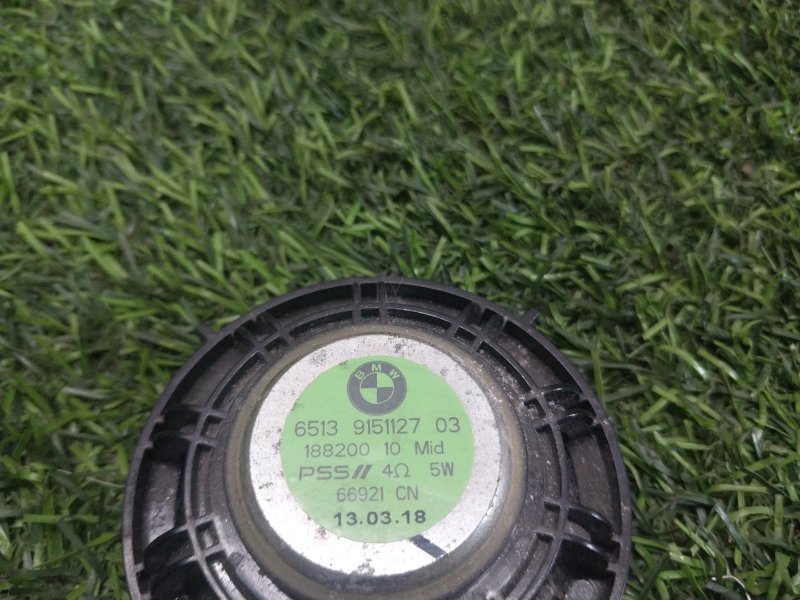 BMW
6513 9151127 03
188200 10 Mid
PSS// 4Ω 5W
66921 CN
13.03.18